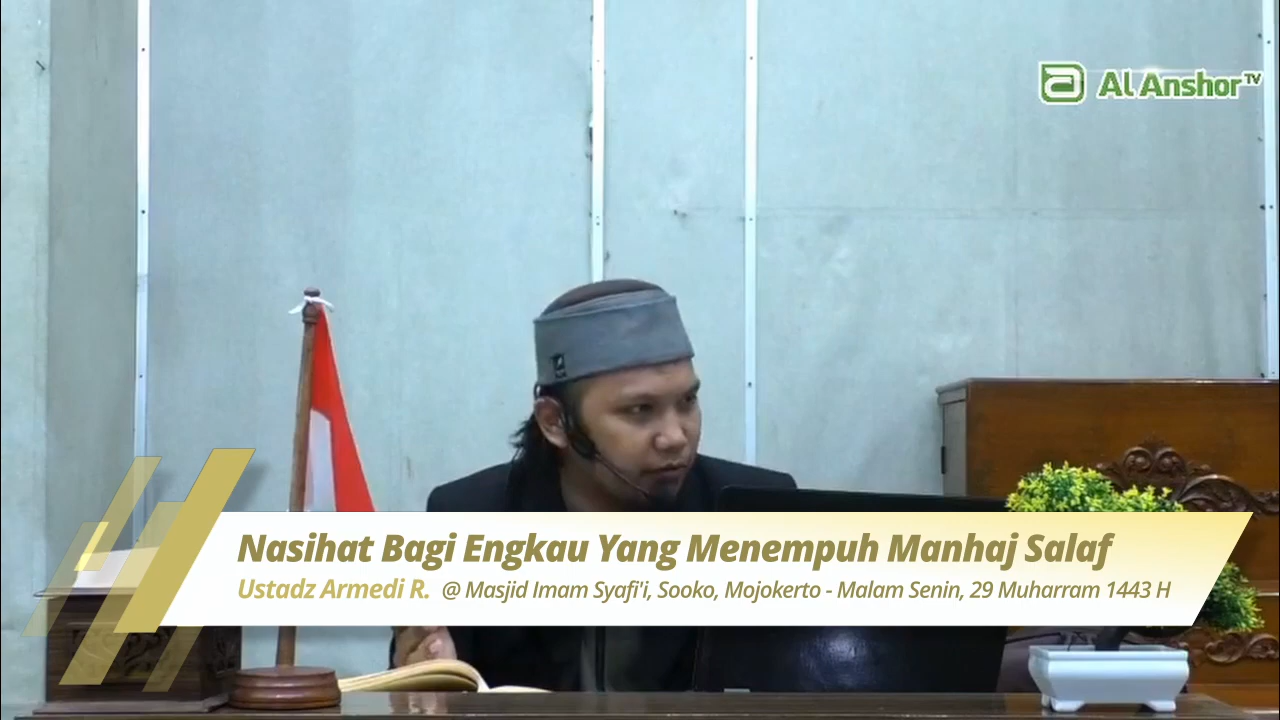 Al Anshor TV
Nasihat Bagi Engkau Yang Menempuh Manhaj Salaf
Ustadz Armedi R. @ Masjid Imam Syafi'i, Sooko, Mojokerto - Malam Senin, 29 Muharram 1443 H